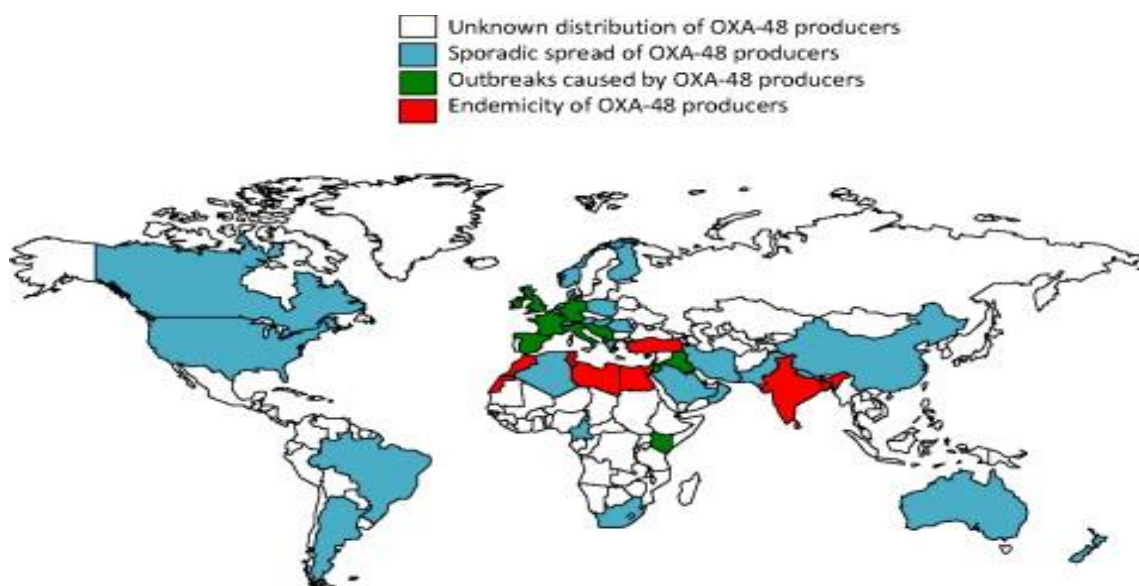 Unknown distribution of OXA-48 producers
Sporadic spread of OXA-48 producers
Outbreaks caused by OXA-48 producers
Endemicity of OXA-48 producers